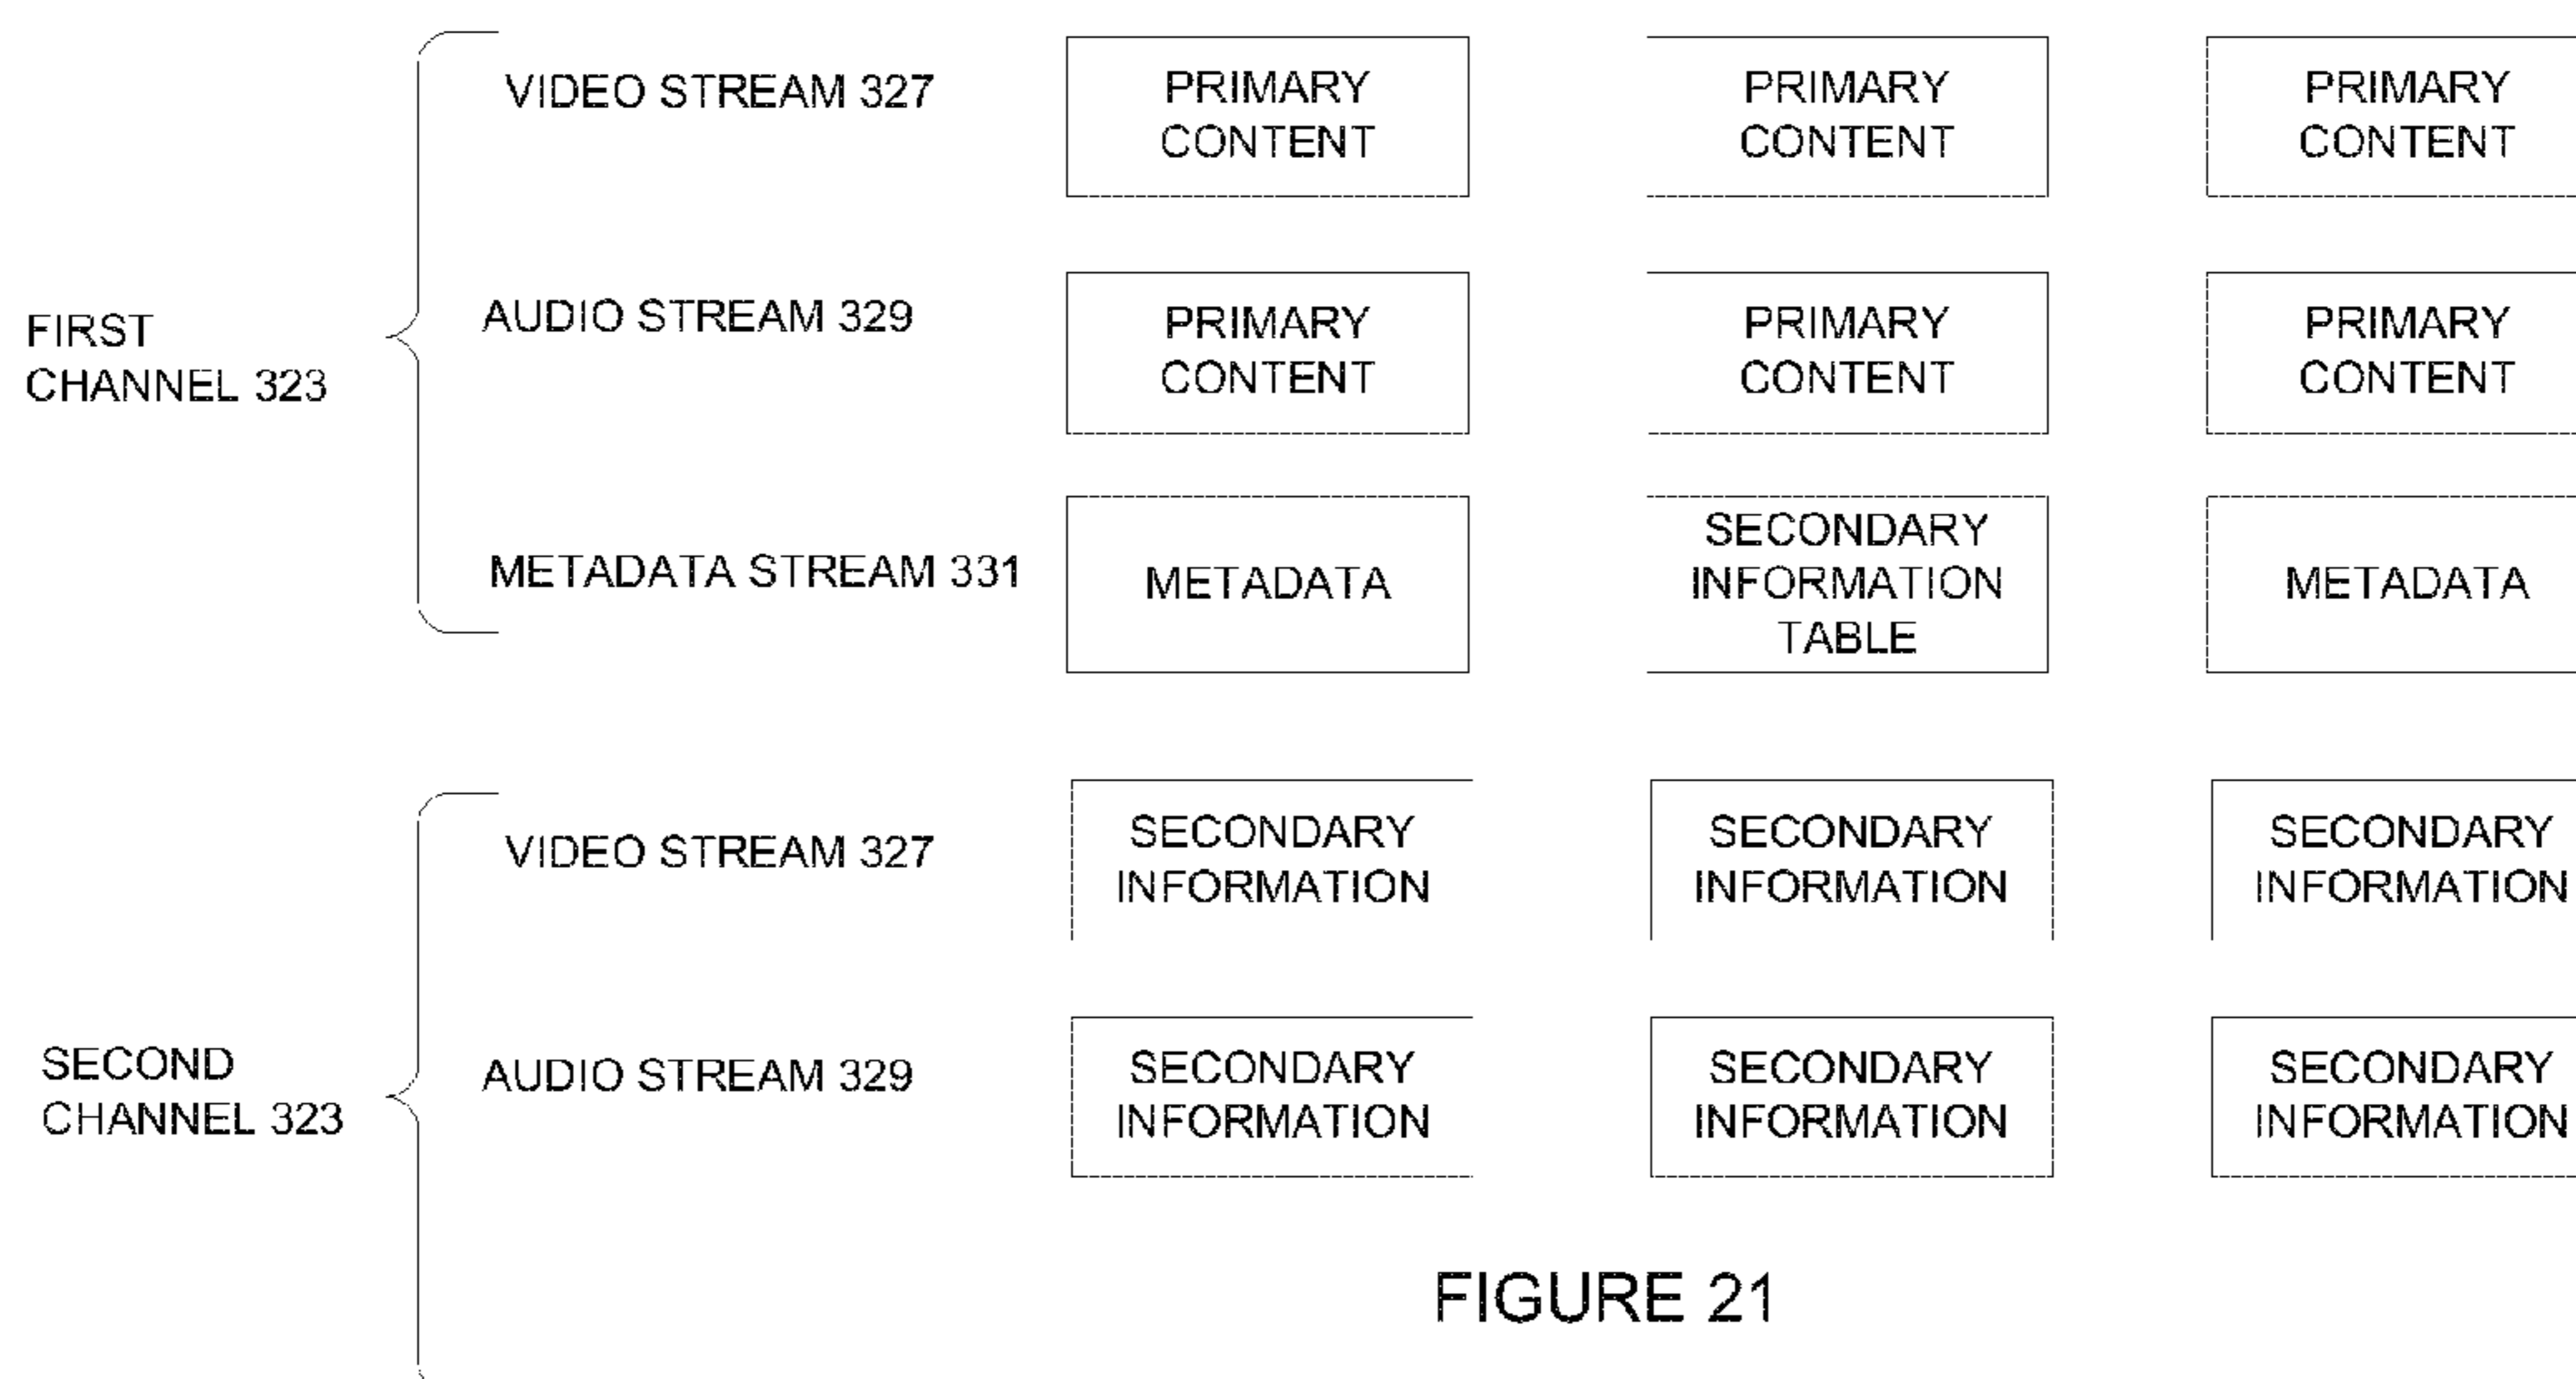 VIDEO STREAM 327
PRIMARY
CONTENT
PRIMARY
CONTENT
PRIMARY
CONTENT
FIRST
CHANNEL 323
AUDIO STREAM 329
PRIMARY
CONTENT
PRIMARY
CONTENT
PRIMARY
CONTENT
METADATA STREAM 331
METADATA
SECONDARY
INFORMATION
TABLE
METADATA
VIDEO STREAM 327
SECONDARY
INFORMATION
SECONDARY
INFORMATION
SECONDARY
INFORMATION
SECOND
CHANNEL 323
AUDIO STREAM 329
SECONDARY
INFORMATION
SECONDARY
INFORMATION
SECONDARY
INFORMATION
FIGURE 21